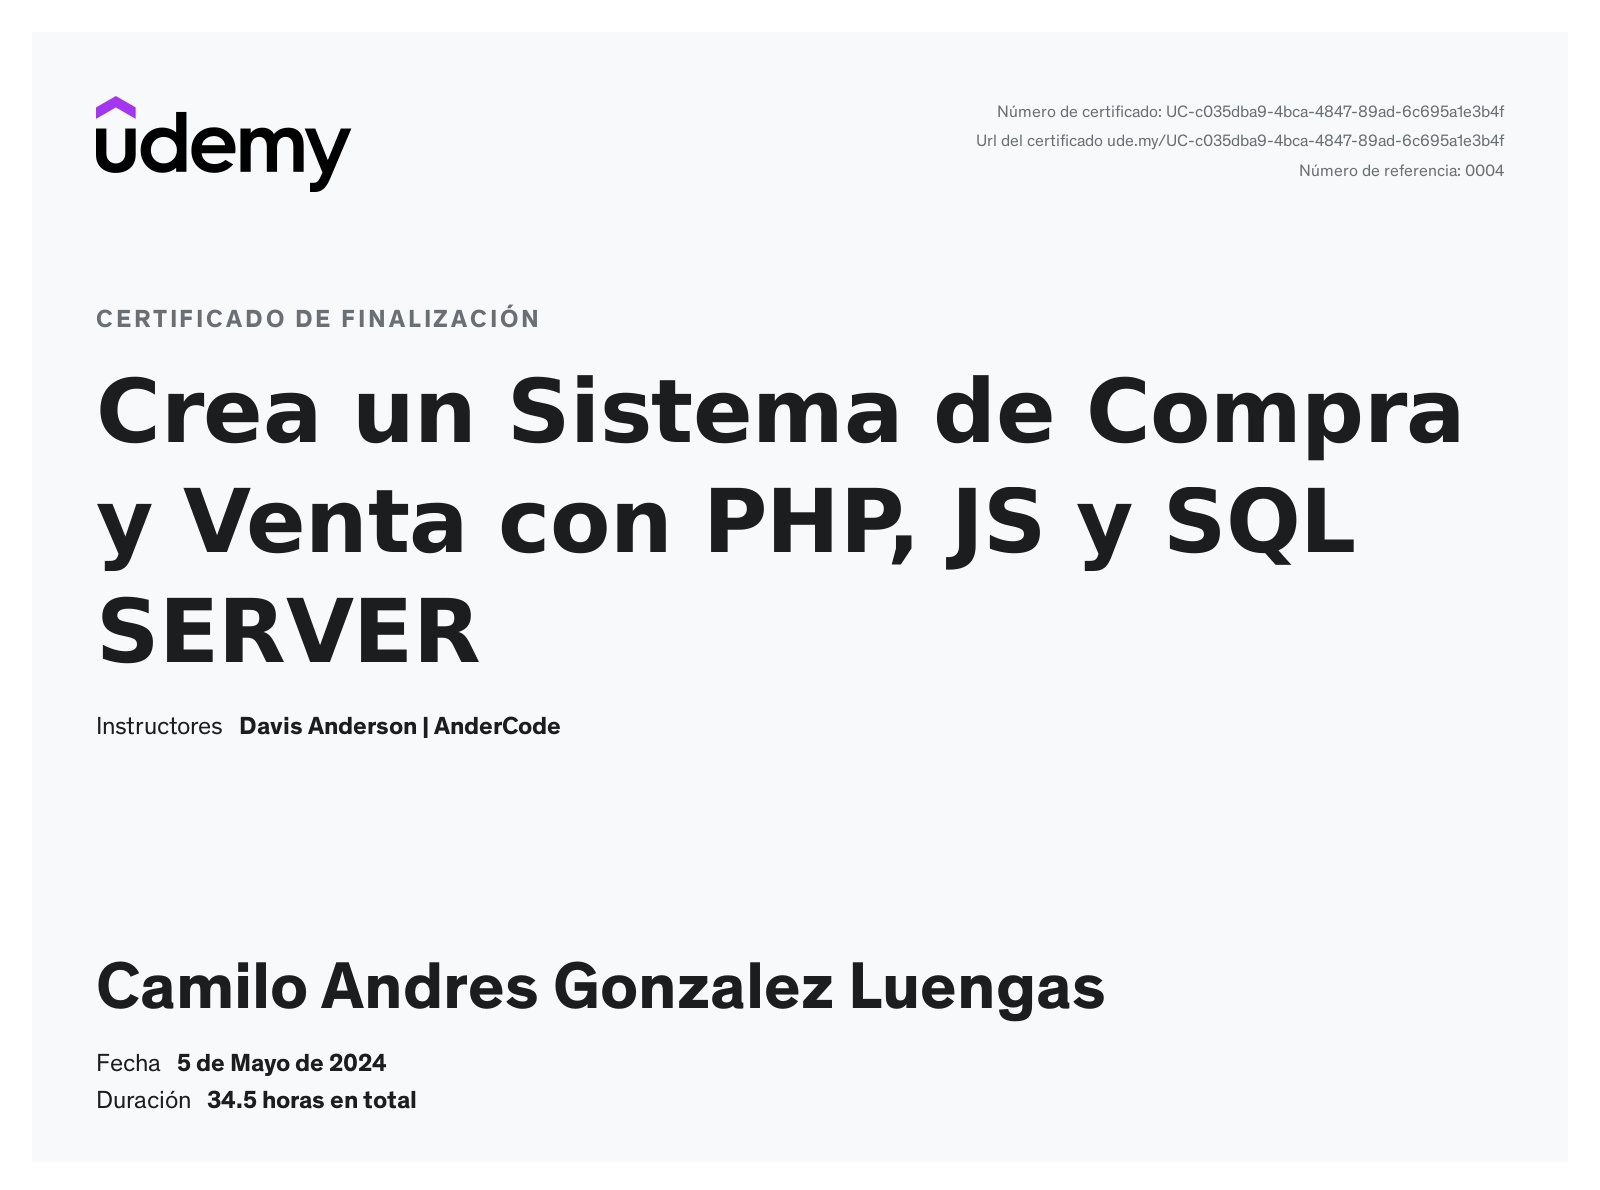 udemy
Número de certificado: UC-c035dba9-4bca-4847-89ad-6c695a1e3b4f
Url del certificado ude.my/UC-c035dba9-4bca-4847-89ad-6c695a1e3b4f
Número de referencia: 0004
CERTIFICADO DE FINALIZACIÓN
Crea un Sistema de Compra
y Venta con PHP, JS y SQL
SERVER
Instructores Davis Anderson | AnderCode
Camilo Andres Gonzalez Luengas
Fecha 5 de Mayo de 2024
Duración 34.5 horas en total